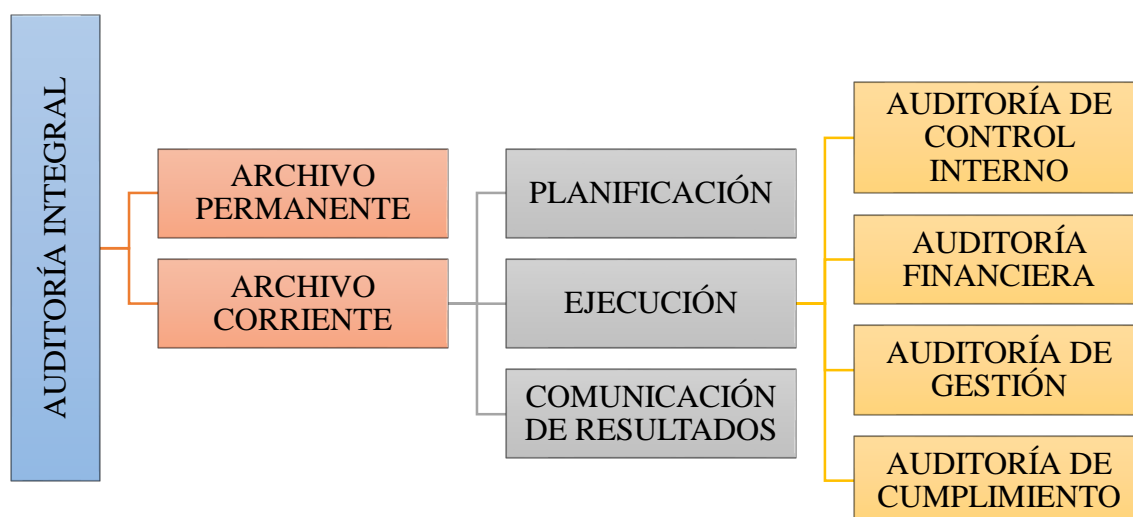 AUDITORÍA INTEGRAL
ARCHIVO
PERMANENTE
ARCHIVO
CORRIENTE
PLANIFICACIÓN
EJECUCIÓN
COMUNICACIÓN
DE RESULTADOS
AUDITORÍA DE
CONTROL
INTERNO
AUDITORÍA
FINANCIERA
AUDITORÍA DE
GESTIÓN
AUDITORÍA DE
CUMPLIMIENTO